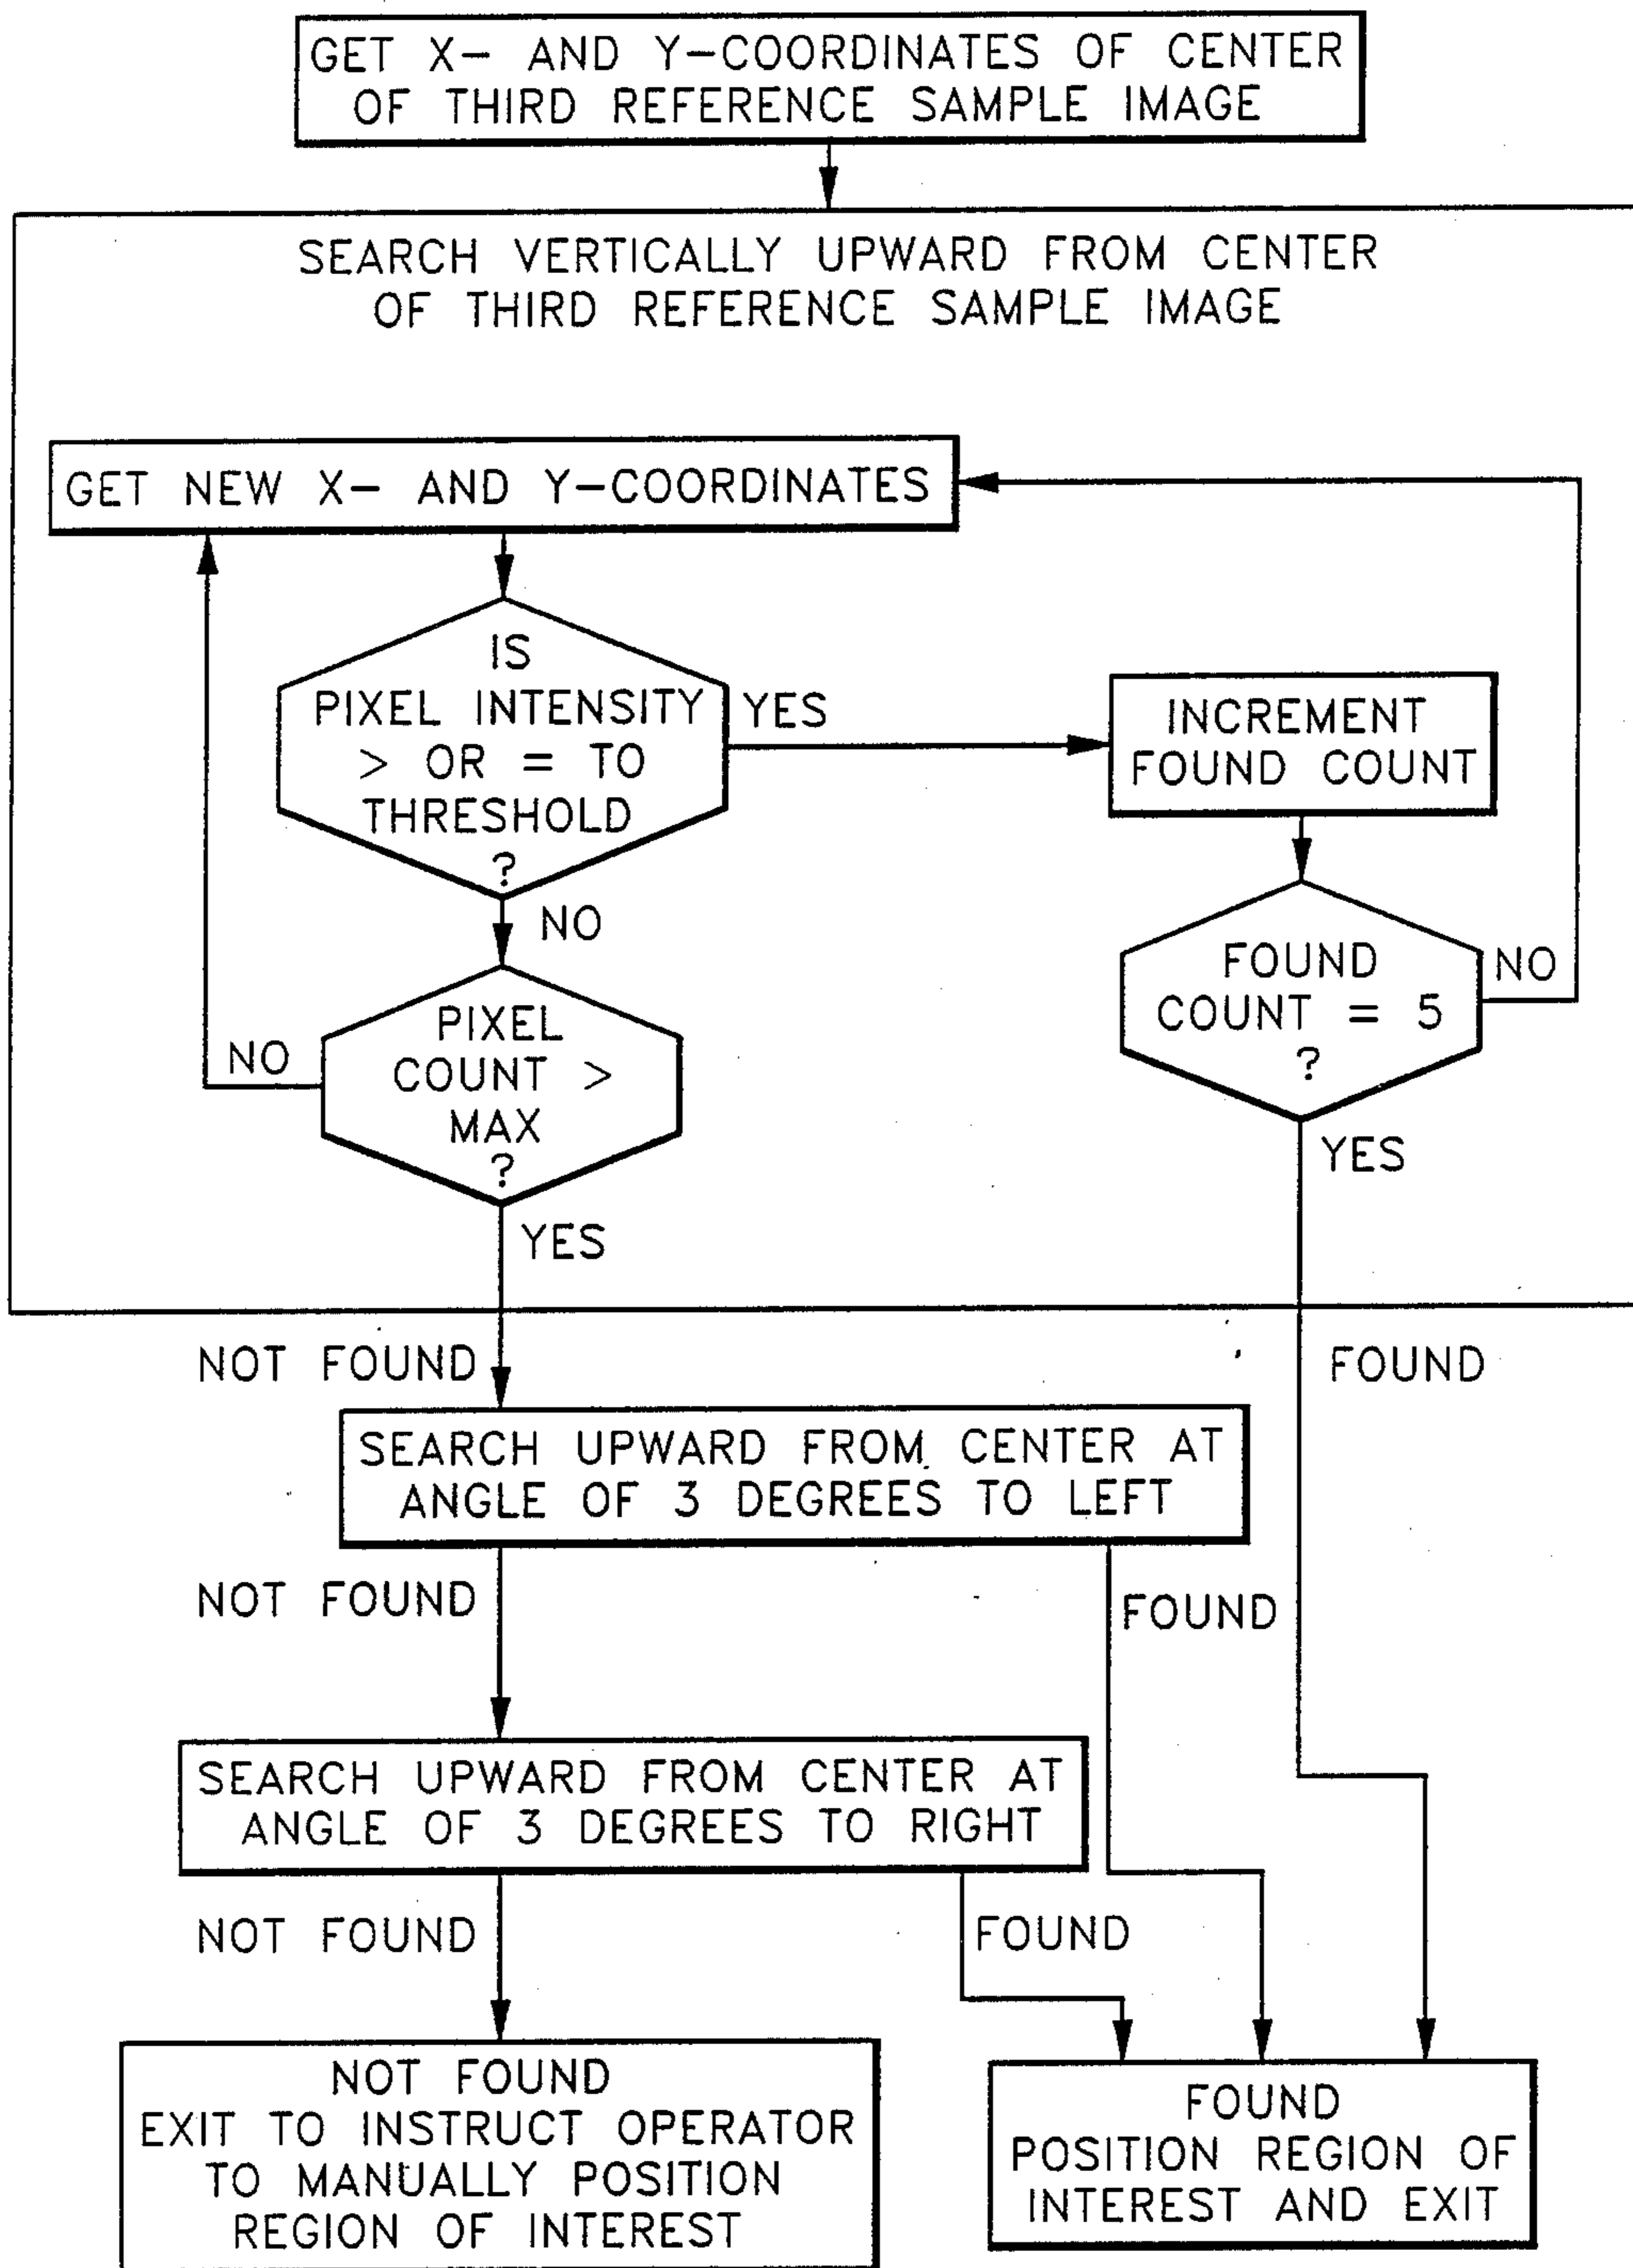 GET X- AND Y-COORDINATES OF CENTER
OF THIRD REFERENCE SAMPLE IMAGE
SEARCH VERTICALLY UPWARD FROM CENTER
OF THIRD REFERENCE SAMPLE IMAGE
GET NEW X- AND Y-COORDINATES
IS
PIXEL INTENSITY
> OR = TO
THRESHOLD
?
YES
INCREMENT
FOUND COUNT
NO
FOUND
COUNT = 5
?
NO
PIXEL
COUNT >
MAX
?
NO
YES
YES
NOT FOUND
FOUND
SEARCH UPWARD FROM CENTER AT
ANGLE OF 3 DEGREES TO LEFT
NOT FOUND
FOUND
SEARCH UPWARD FROM CENTER AT
ANGLE OF 3 DEGREES TO RIGHT
NOT FOUND
FOUND
NOT FOUND
EXIT TO INSTRUCT OPERATOR
TO MANUALLY POSITION
REGION OF INTEREST
FOUND
POSITION REGION OF
INTEREST AND EXIT